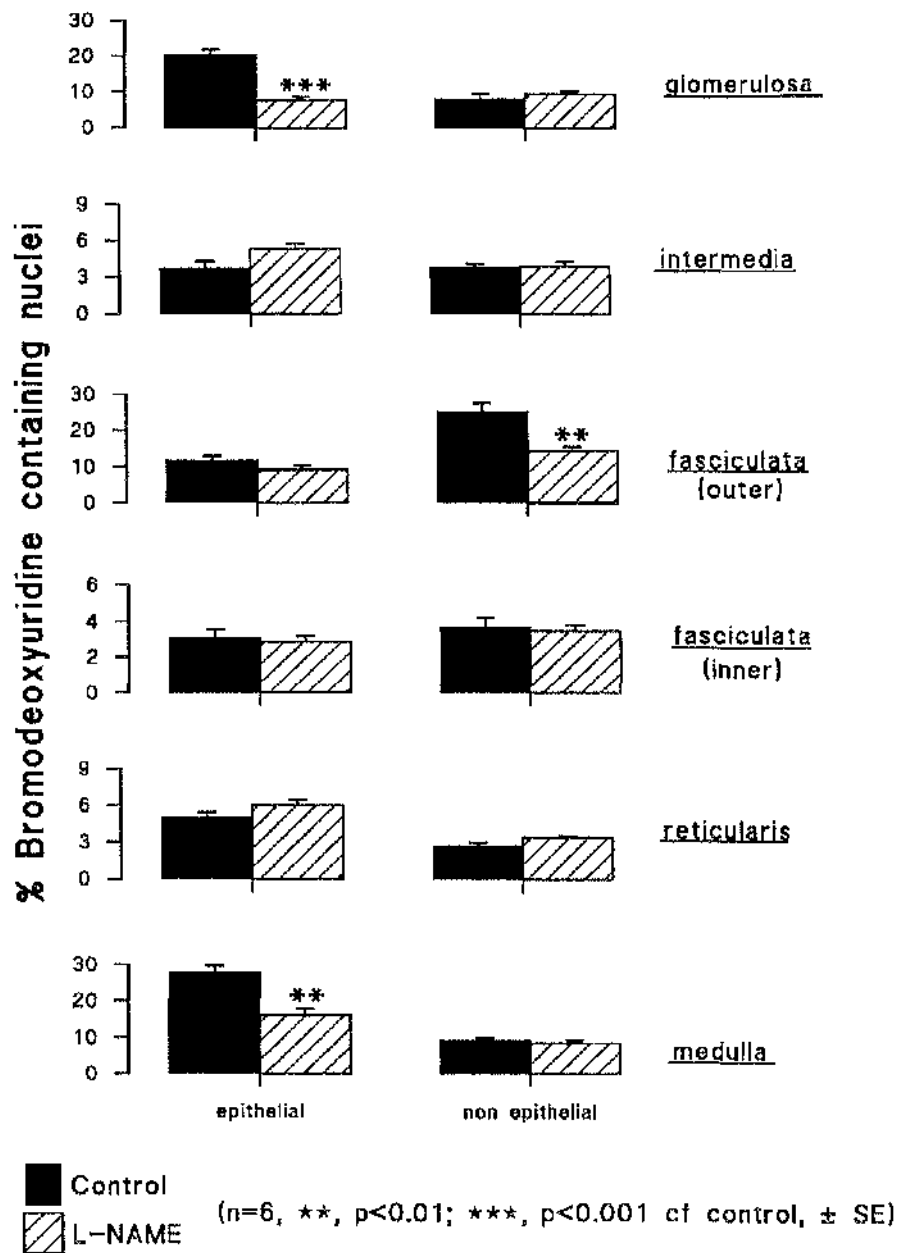 % Bromodeoxyuridine containing nuclei
30
20
10
0
***
glomerulosa
9
6
3
0
intermedia
30
20
10
0
**
fasciculata
(outer)
6
4
2
0
fasciculata
(inner)
9
6
3
0
reticularis
30
20
10
0
**
medulla
epithelial
non epithelial
Control
L-NAME
(n=6, **, p<0.01; ***, p<0.001 cf control, ± SE)